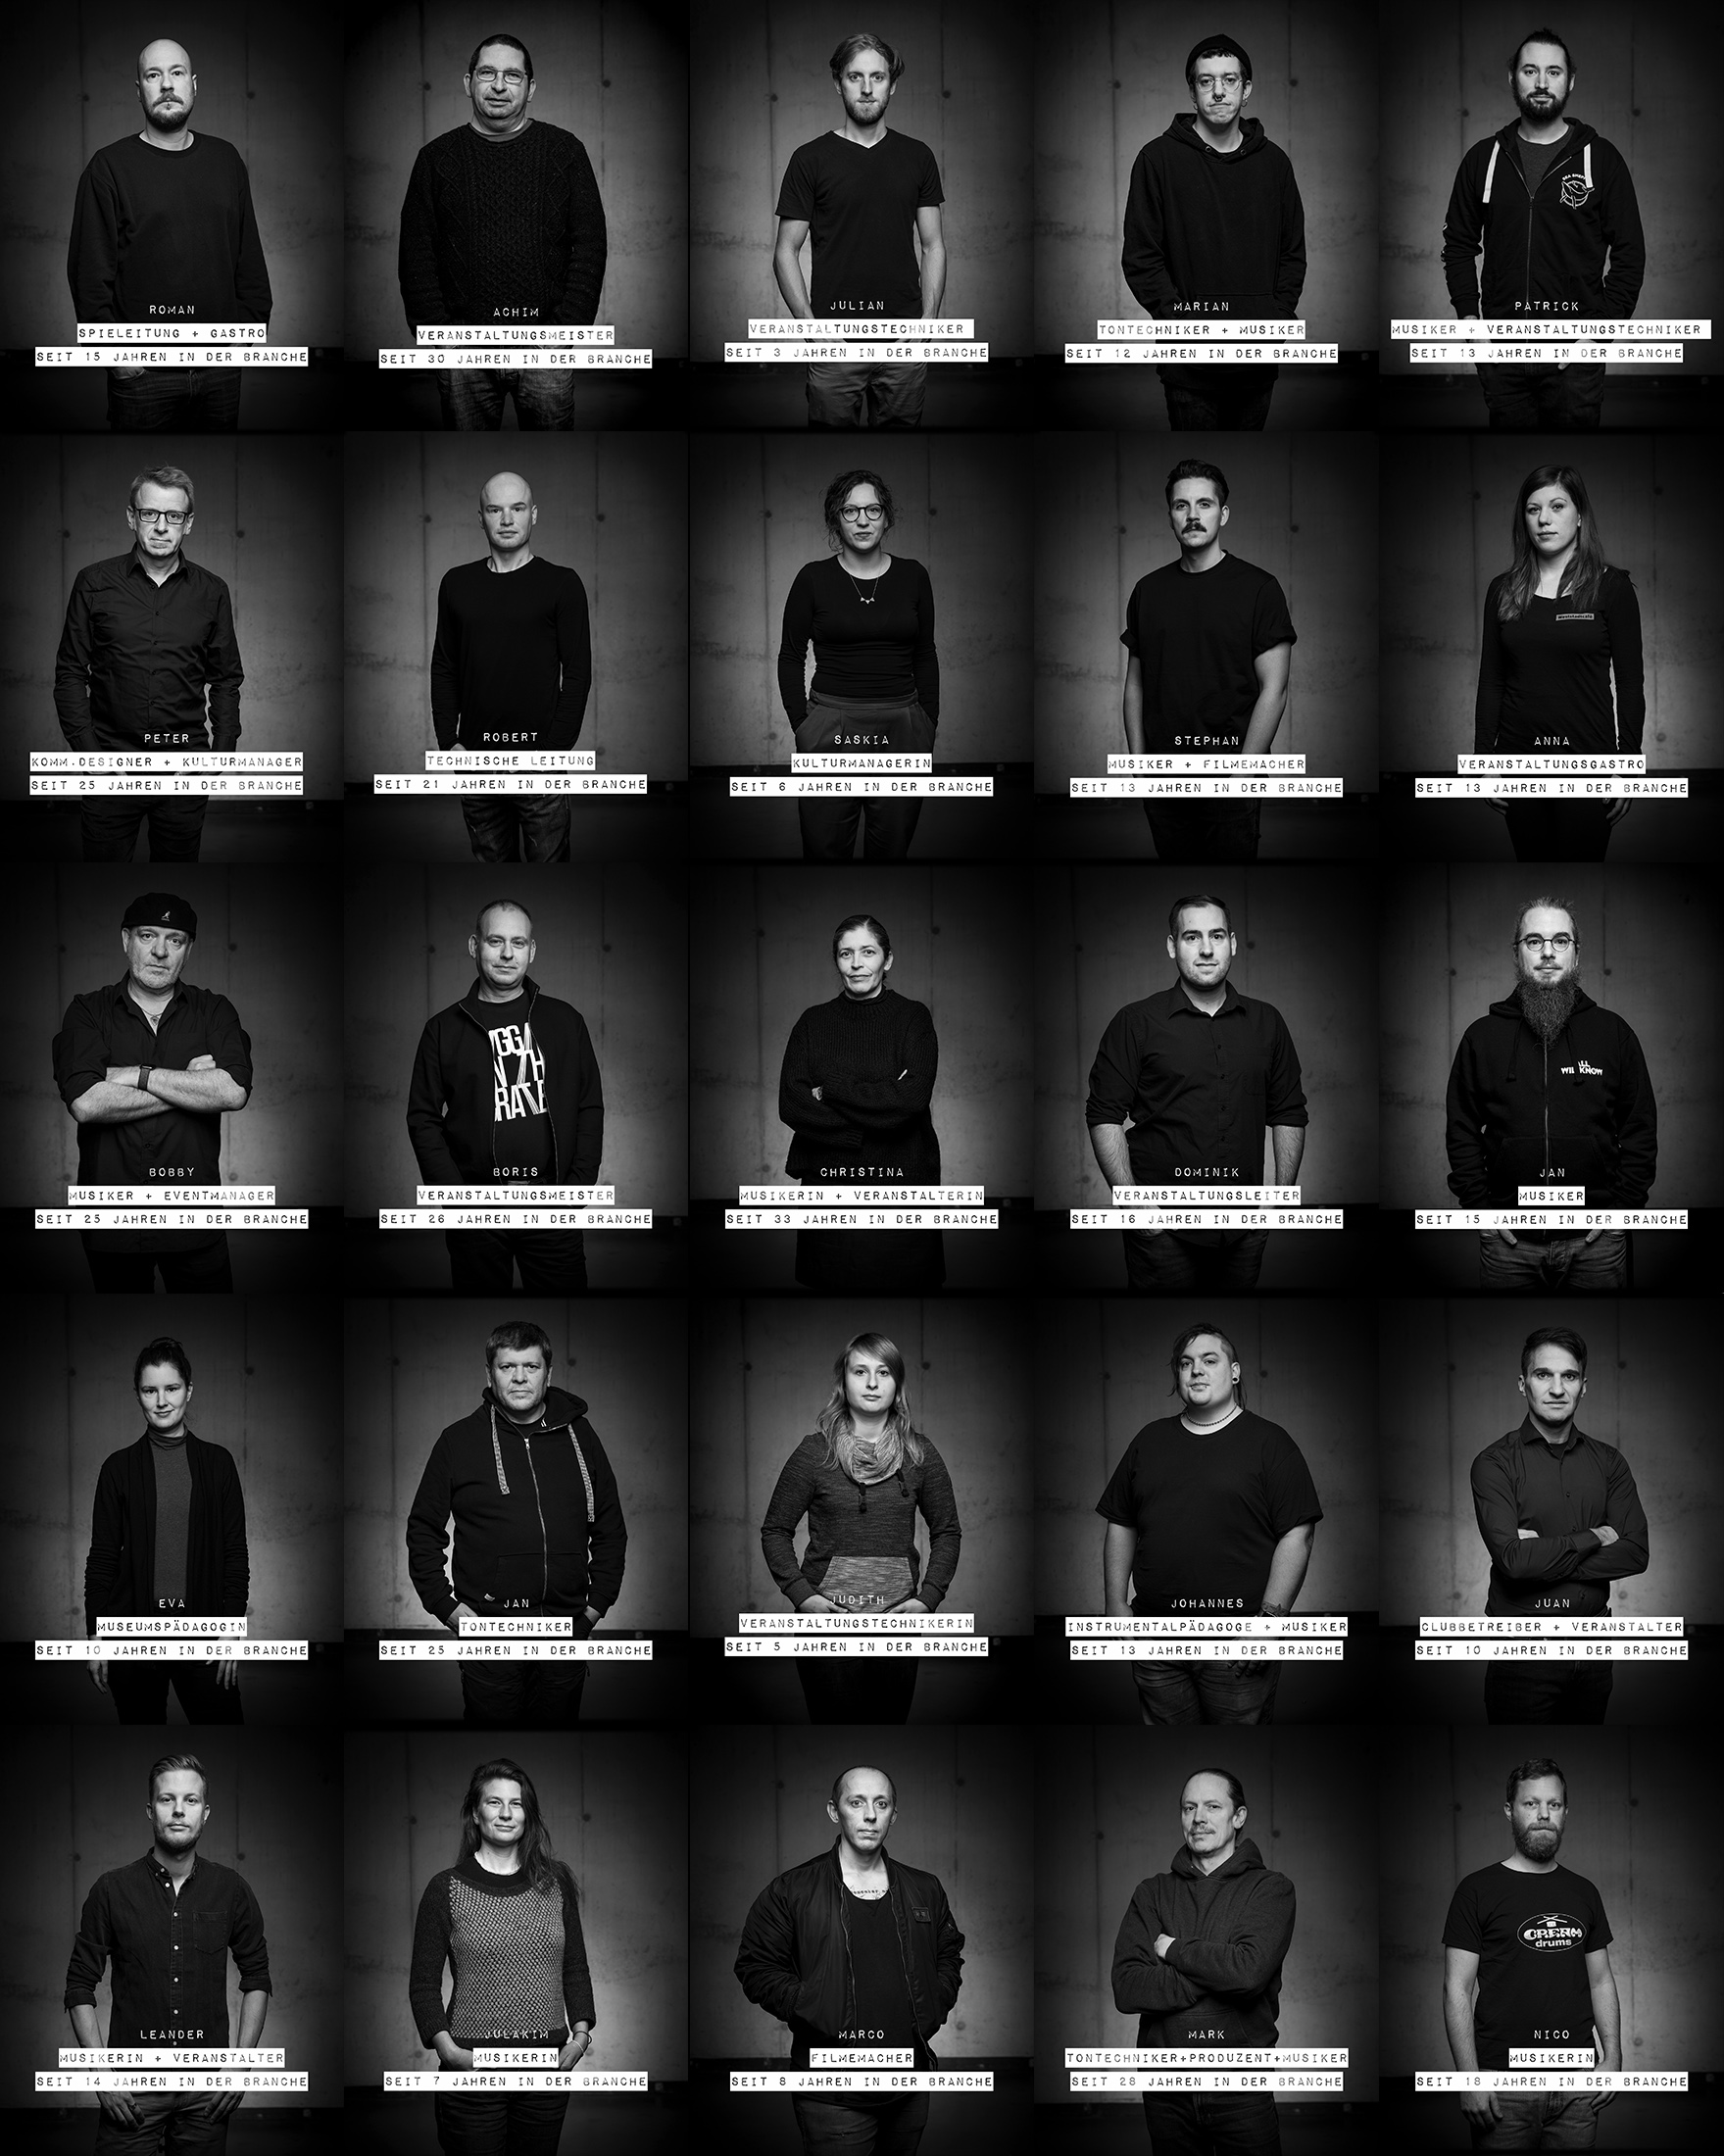 ROMAN
SPIELEITUNG + GASTRO
SEIT 15 JAHREN IN DER BRANCHE
ACHIM
VERANSTALTUNGSMEISTER
SEIT 30 JAHREN IN DER BRANCHE
JULIAN
VERANSTALTUNGSTECHNIKER
SEIT 3 JAHREN IN DER BRANCHE
MARIAN
TONTECHNIKER + MUSIKER
SEIT 12 JAHREN IN DER BRANCHE
PATRICK
MUSIKER + VERANSTALTUNGSTECHNIKER
SEIT 13 JAHREN IN DER BRANCHE
PETER
KOMM.DESIGNER + KULTURMANAGER
SEIT 25 JAHREN IN DER BRANCHE
ROBERT
TECHNISCHE LEITUNG
SEIT 21 JAHREN IN DER BRANCHE
SASKIA
KULTURMANAGERIN
SEIT 6 JAHREN IN DER BRANCHE
STEPHAN
MUSIKER + FILMEMACHER
SEIT 13 JAHREN IN DER BRANCHE
ANNA
VERANSTALTUNGSGASTRO
SEIT 13 JAHREN IN DER BRANCHE
BOBBY
MUSIKER + EVENTMANAGER
SEIT 25 JAHREN IN DER BRANCHE
BORIS
VERANSTALTUNGSMEISTER
SEIT 26 JAHREN IN DER BRANCHE
CHRISTINA
MUSIKERIN + VERANSTALTERIN
SEIT 33 JAHREN IN DER BRANCHE
DOMINIK
VERANSTALTUNGSLEITER
SEIT 16 JAHREN IN DER BRANCHE
ALL
WILL KNOW
JAN
MUSIKER
SEIT 15 JAHREN IN DER BRANCHE
EVA
MUSEUMSPÄDAGOGIN
SEIT 10 JAHREN IN DER BRANCHE
JAN
TONTECHNIKER
SEIT 25 JAHREN IN DER BRANCHE
JUDITH
VERANSTALTUNGSTECHNIKERIN
SEIT 5 JAHREN IN DER BRANCHE
JOHANNES
INSTRUMENTALPÄDAGOGE + MUSIKER
SEIT 13 JAHREN IN DER BRANCHE
JUAN
CLUBBETREIBER + VERANSTALTER
SEIT 10 JAHREN IN DER BRANCHE
LEANDER
MUSIKERIN + VERANSTALTER
SEIT 14 JAHREN IN DER BRANCHE
JULAKIM
MUSIKERIN
SEIT 7 JAHREN IN DER BRANCHE
MARCO
FILMEMACHER
SEIT 8 JAHREN IN DER BRANCHE
MARK
TONTECHNIKER+PRODUZENT+MUSIKER
SEIT 28 JAHREN IN DER BRANCHE
CREAM
drums
NICO
MUSIKERIN
SEIT 18 JAHREN IN DER BRANCHE